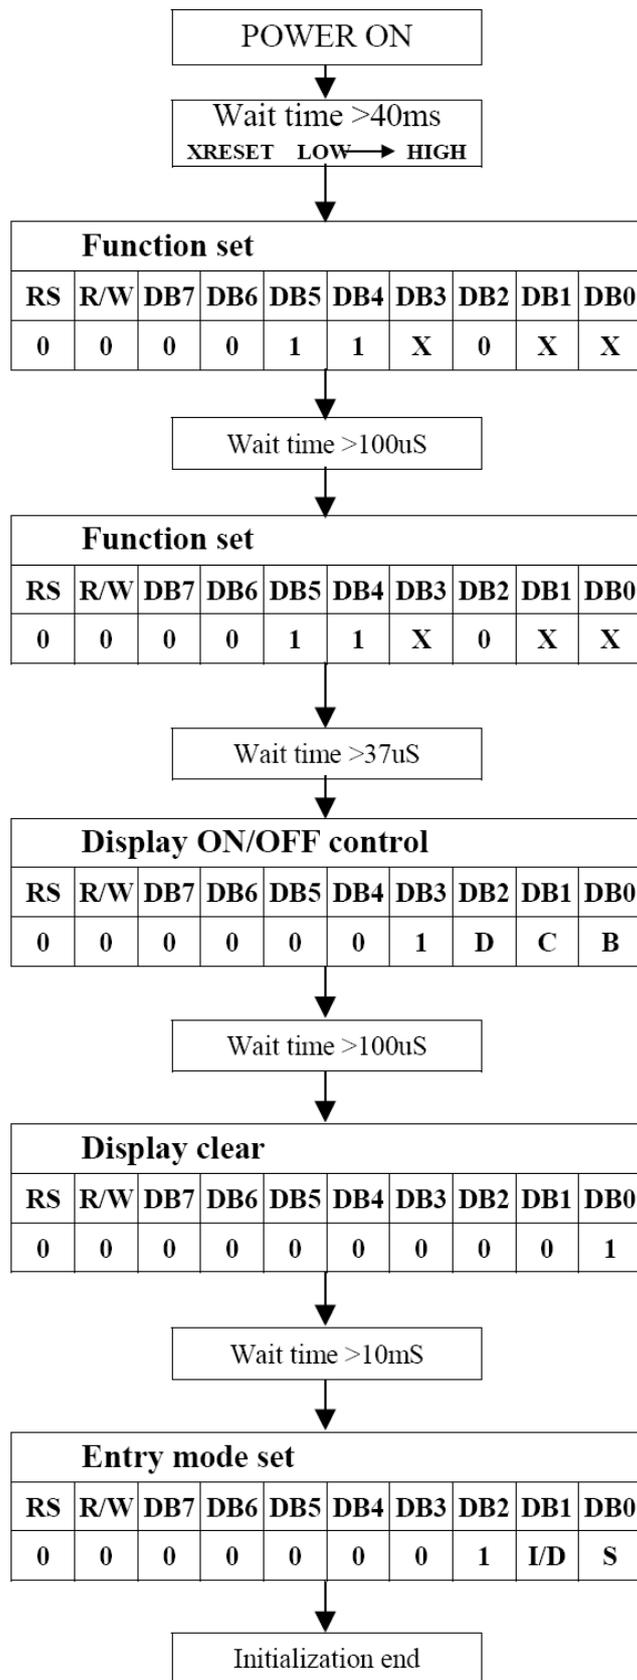 POWER ON
Wait time >40ms
XRESET LOW HIGH
Function set
RS R/W DB7 DB6 DB5 DB4 DB3 DB2 DB1 DB0
0 0 0 0 1 1 X 0 X X
Wait time >100uS
Function set
RS R/W DB7 DB6 DB5 DB4 DB3 DB2 DB1 DB0
0 0 0 0 1 1 X 0 X X
Wait time >37uS
Display ON/OFF control
RS R/W DB7 DB6 DB5 DB4 DB3 DB2 DB1 DB0
0 0 0 0 0 0 1 D C B
Wait time >100uS
Display clear
RS R/W DB7 DB6 DB5 DB4 DB3 DB2 DB1 DB0
0 0 0 0 0 0 0 0 0 1
Wait time >10mS
Entry mode set
RS R/W DB7 DB6 DB5 DB4 DB3 DB2 DB1 DB0
0 0 0 0 0 0 0 1 I/D S
Initialization end